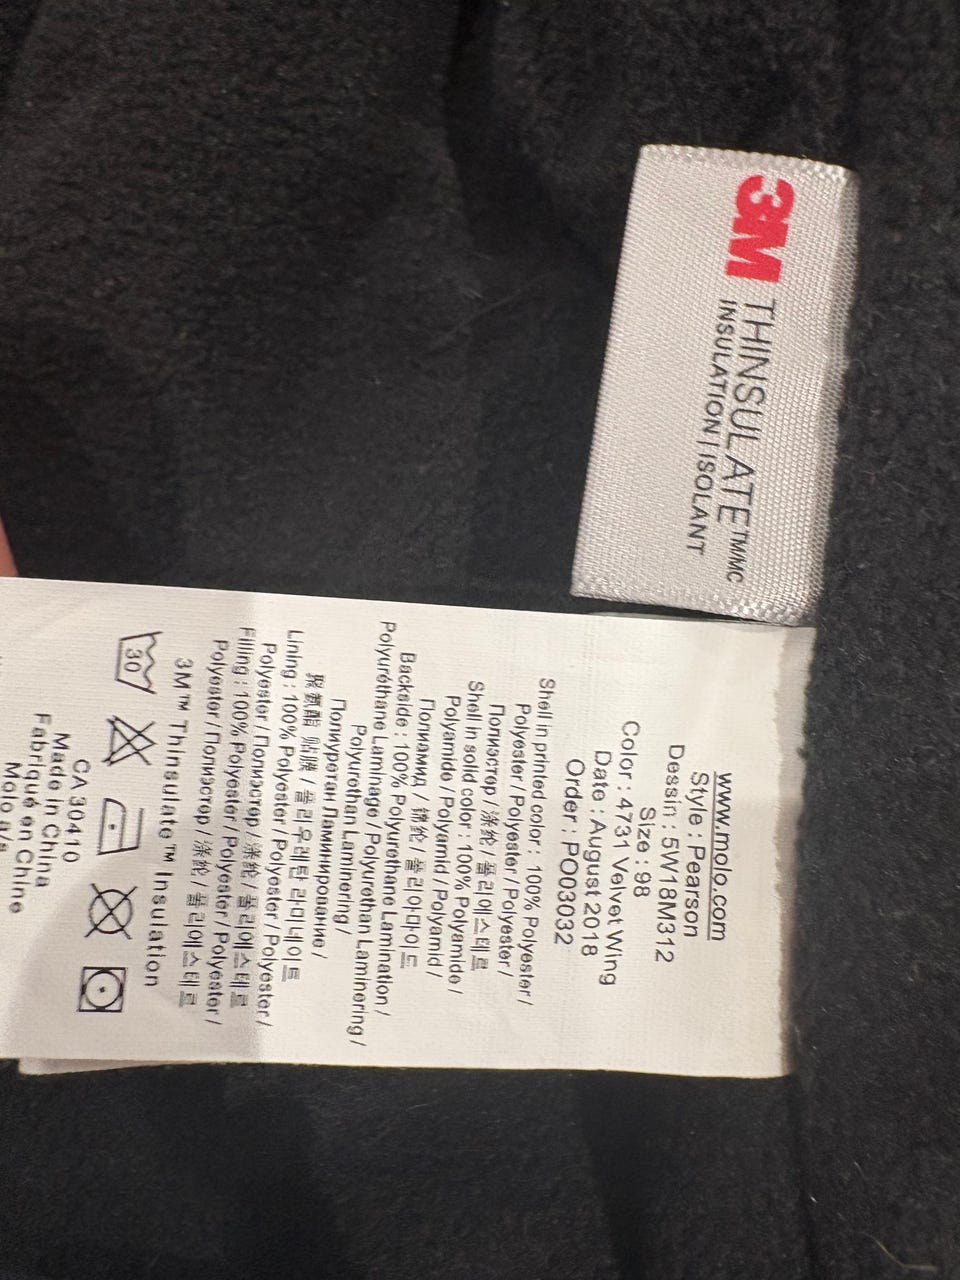 3M
THINSULATE™/MC
INSULATION | ISOLANT
www.molo.com
Style : Pearson
Dessin : 5W18M312
Size : 98
Color : 4731 Velvet Wing
Date : August 2018
Order : PO03032
Shell in printed color : 100% Polyester /
Polyester / Polyester / Polyester /
Полиэстер / 涤纶 / 폴리에스테르
Shell in solid color : 100% Polyamide /
Polyamide / Polyamid / Polyamid /
Полиамид / 锦纶 / 폴리아마이드
Backside : 100% Polyurethane Lamination /
Polyuréthane Laminage / Polyurethan Laminering /
Polyurethan Laminering /
Полиуретан Ламинирование /
聚氨酯 贴膜 / 폴리우레탄 라미네이트
Lining : 100% Polyester / Polyester / Polyester /
Polyester / Полиэстер / 涤纶 / 폴리에스테르
Filling : 100% Polyester / Polyester / Polyester /
Polyester / Полиэстер / 涤纶 / 폴리에스테르
3M™ Thinsulate™ Insulation
30
CA 30410
Made in China
Fabriqué en Chine
Molo a/s